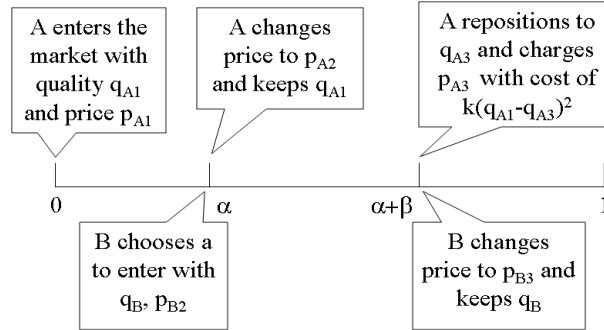 A enters the
market with
quality qA1
and price pA1
A changes
price to pA2
and keeps qA1
A repositions to
qA3 and charges
pA3 with cost of
k(qA1-qA3)2
0
α
α+β
1
B chooses a
to enter with
qB, pB2
B changes
price to pB3 and
keeps qB